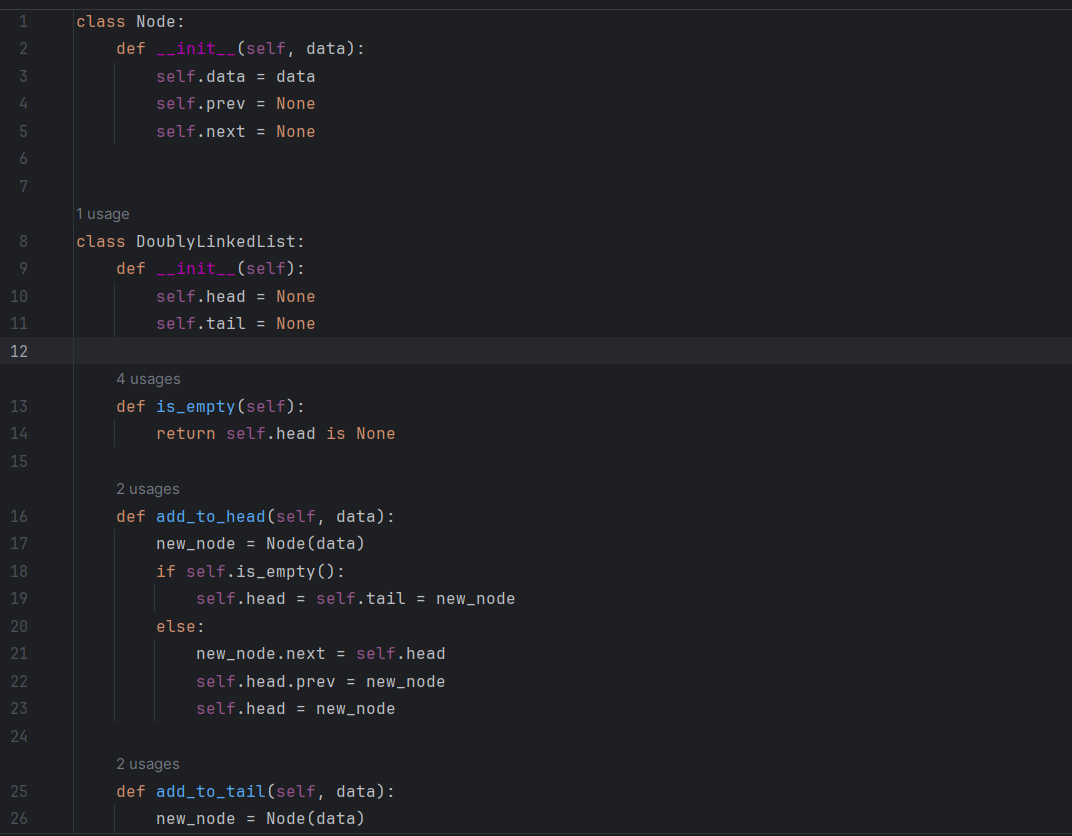 1 class Node:
2     def __init__(self, data):
3         self.data = data
4         self.prev = None
5         self.next = None
6
7
1 usage
8 class DoublyLinkedList:
9     def __init__(self):
10         self.head = None
11         self.tail = None
12
4 usages
13     def is_empty(self):
14         return self.head is None
15
2 usages
16     def add_to_head(self, data):
17         new_node = Node(data)
18         if self.is_empty():
19             self.head = self.tail = new_node
20         else:
21             new_node.next = self.head
22             self.head.prev = new_node
23             self.head = new_node
24
2 usages
25     def add_to_tail(self, data):
26         new_node = Node(data)